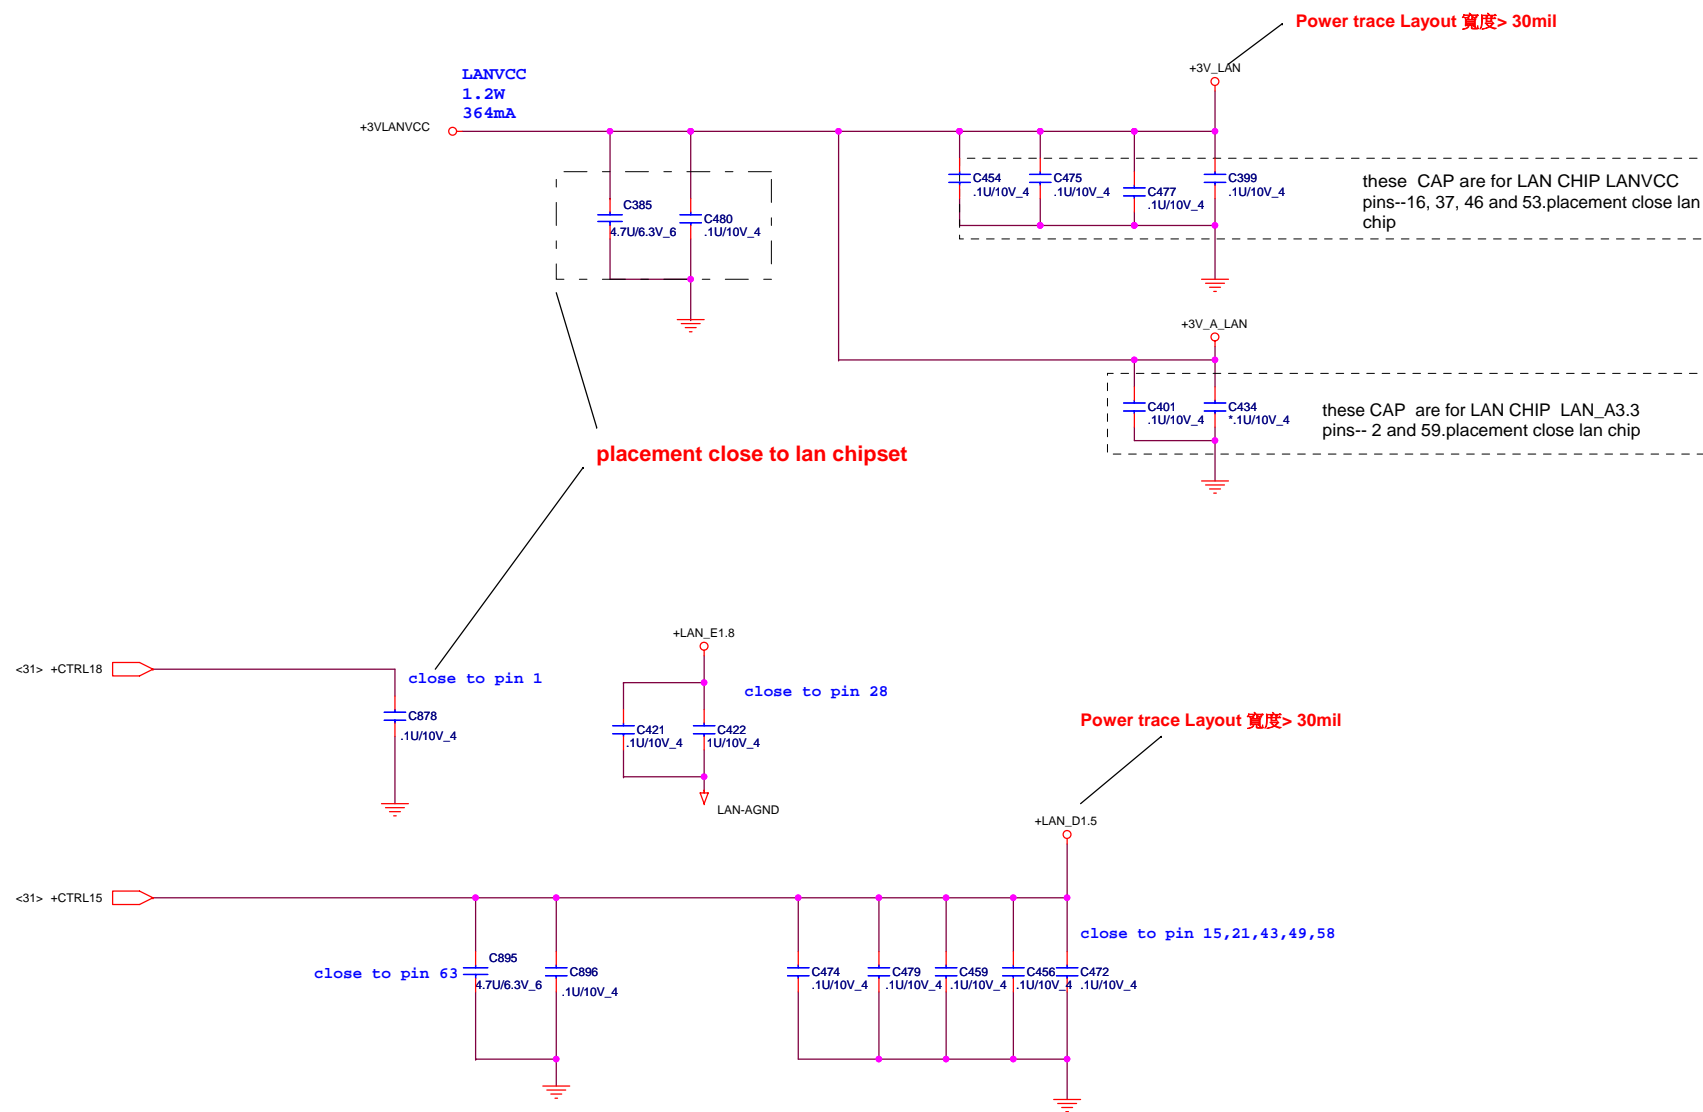 Power trace Layout 寬度> 30mil
+3V_LAN
LANVCC
1.2W
364mA
+3VLANVCC
C454
.1U/10V_4
C475
.1U/10V_4
C477
.1U/10V_4
C399
.1U/10V_4
these  CAP are for LAN CHIP LANVCC
pins--16, 37, 46 and 53.placement close lan
chip
C385
4.7U/6.3V_6
C480
.1U/10V_4
+3V_A_LAN
C401
.1U/10V_4
C434
*.1U/10V_4
these CAP  are for LAN CHIP  LAN_A3.3
pins-- 2 and 59.placement close lan chip
placement close to lan chipset
+LAN_E1.8
<31> +CTRL18
close to pin 1
close to pin 28
C878
.1U/10V_4
C421
.1U/10V_4
C422
1U/10V_4
LAN-AGND
Power trace Layout 寬度> 30mil
+LAN_D1.5
<31> +CTRL15
close to pin 15,21,43,49,58
close to pin 63
C895
4.7U/6.3V_6
C896
.1U/10V_4
C474
.1U/10V_4
C479
.1U/10V_4
C459
.1U/10V_4
C456
.1U/10V_4
C472
.1U/10V_4